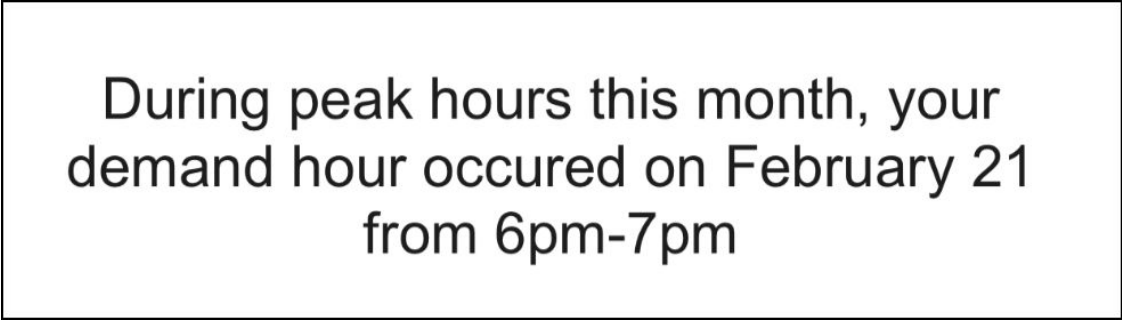 During peak hours this month, your
demand hour occured on February 21
from 6pm-7pm